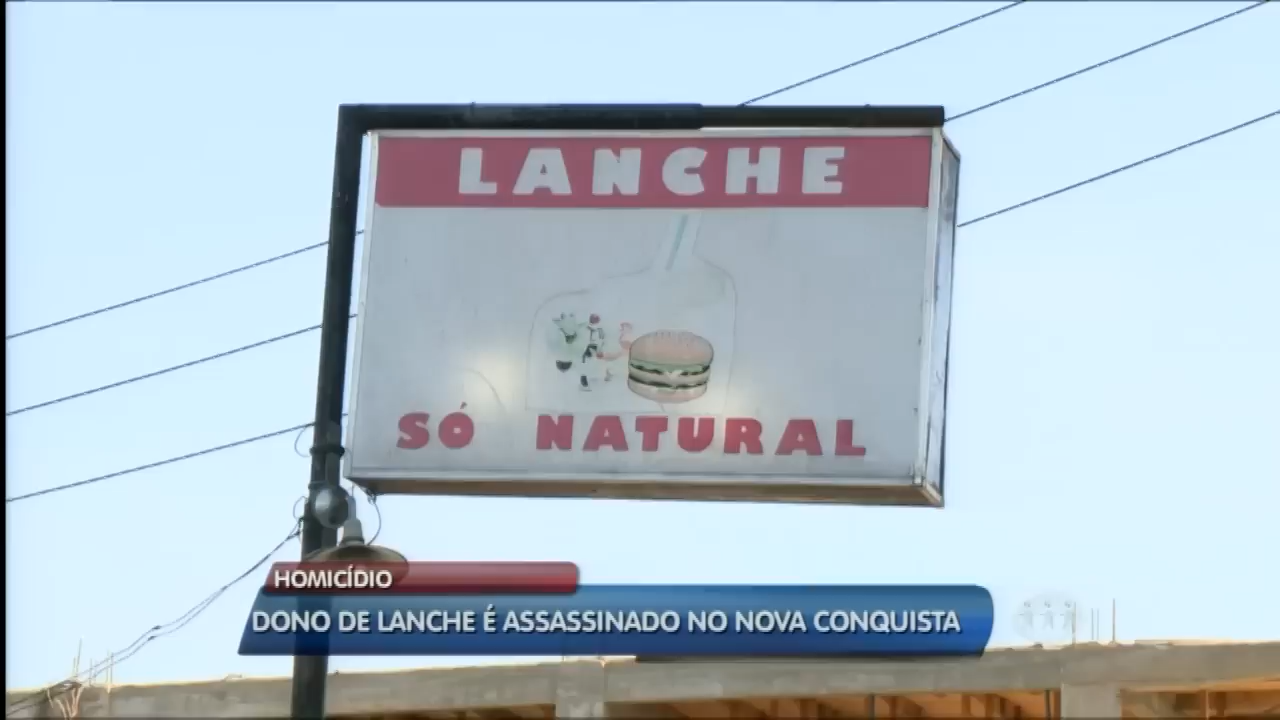 LANCHE
SÓ NATURAL
HOMICÍDIO
DONO DE LANCHE É ASSASSINADO NO NOVA CONQUISTA